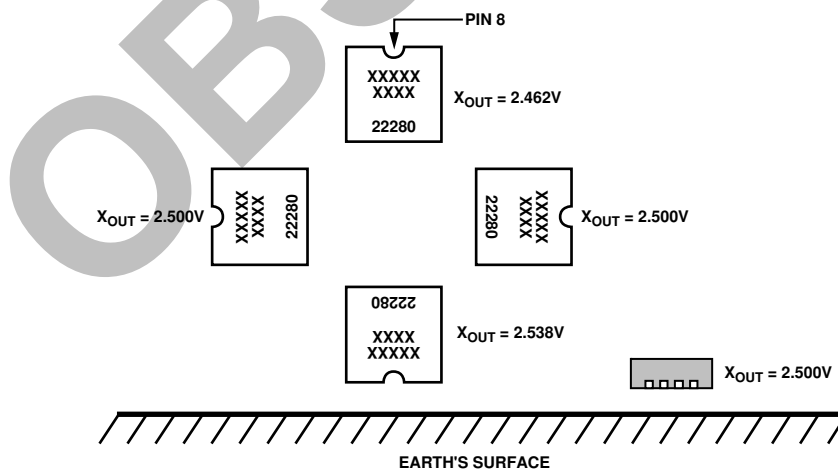 PIN 8
XXXXX
XXXX
22280
X_OUT = 2.462V
X_OUT = 2.500V
XXXXX
XXXX
22280
22280
XXXX
XXXXX
X_OUT = 2.500V
22280
XXXX
XXXXX
X_OUT = 2.538V
X_OUT = 2.500V
EARTH'S SURFACE